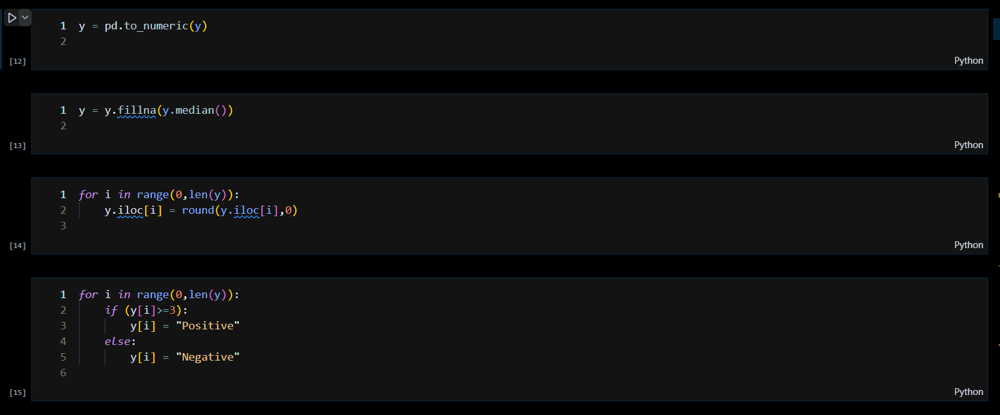 1 y = pd.to_numeric(y)
2
[12]
Python
1 y = y.fillna(y.median())
2
[13]
Python
1 for i in range(0,len(y)):
2     y.iloc[i] = round(y.iloc[i],0)
3
[14]
Python
1 for i in range(0,len(y)):
2     if (y[i]>=3):
3         y[i] = "Positive"
4     else:
5         y[i] = "Negative"
6
[15]
Python